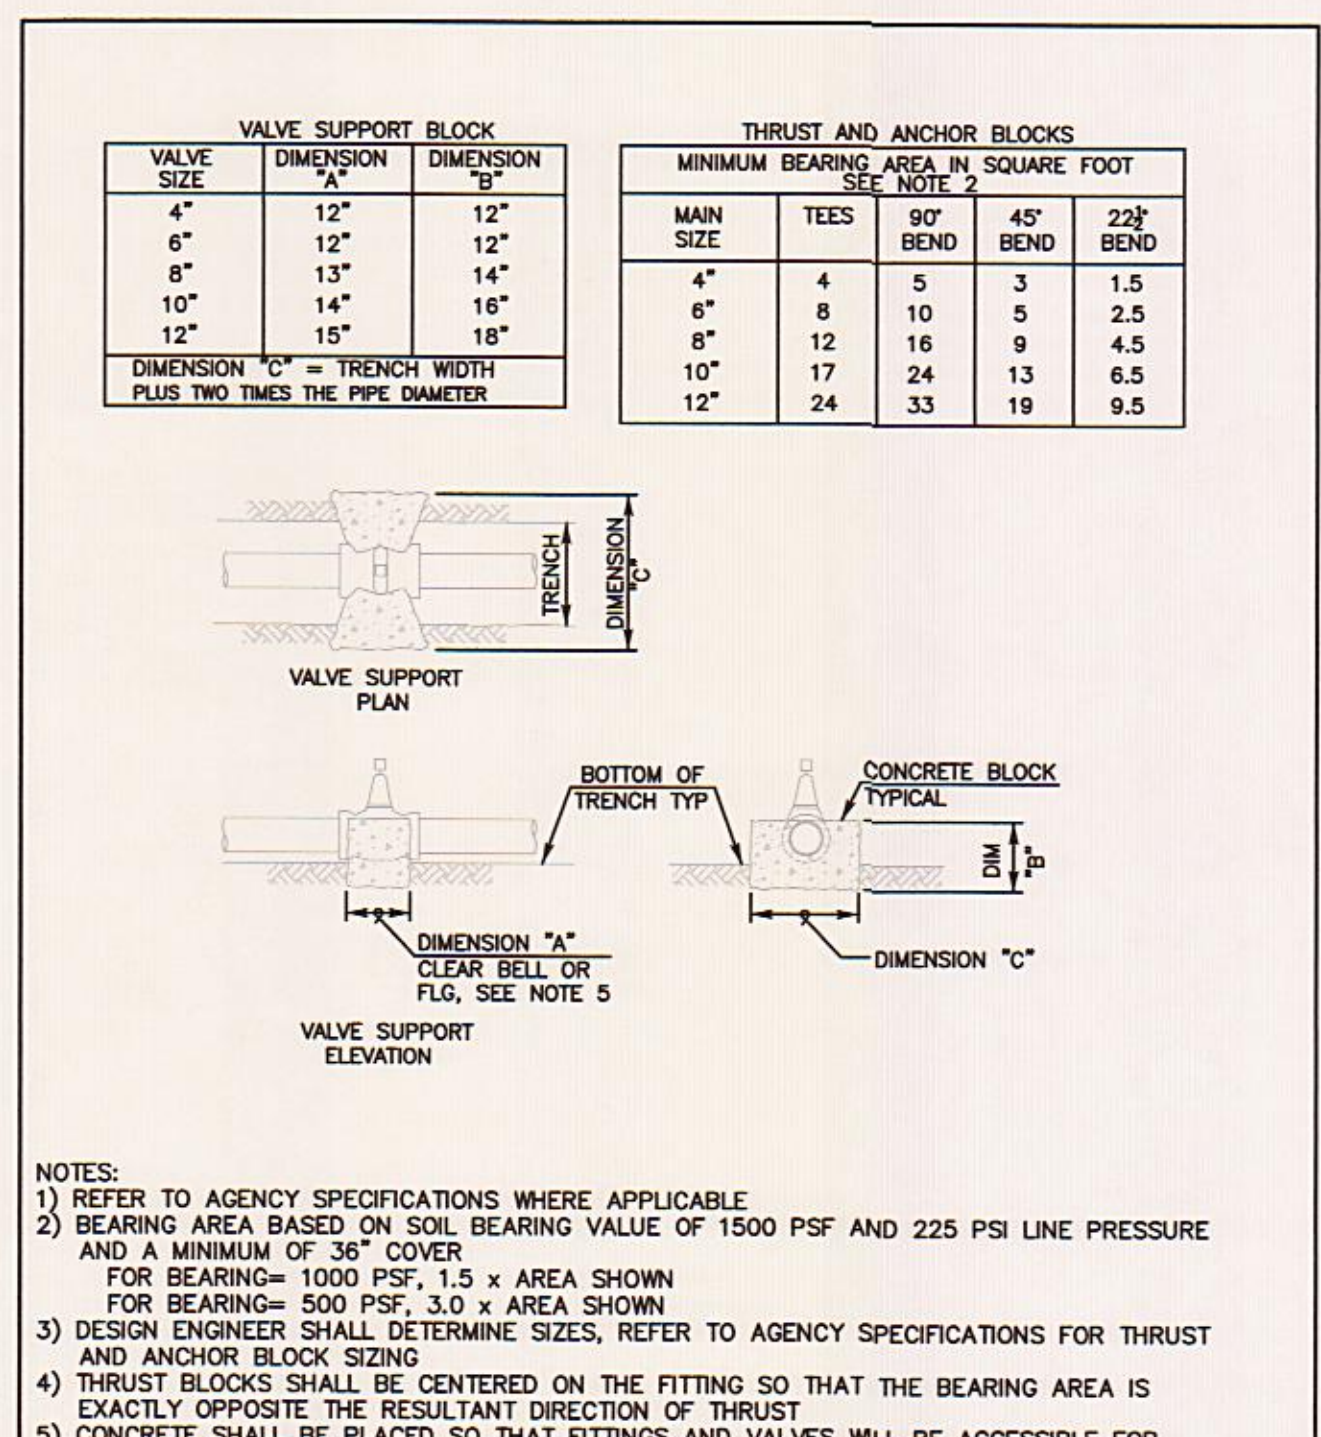 VALVE SUPPORT BLOCK
VALVE SIZE DIMENSION "A" DIMENSION "B"
4" 12" 12"
6" 12" 12"
8" 13" 14"
10" 14" 16"
12" 15" 18"
DIMENSION "C" = TRENCH WIDTH
PLUS TWO TIMES THE PIPE DIAMETER
THRUST AND ANCHOR BLOCKS
MINIMUM BEARING AREA IN SQUARE FOOT
SEE NOTE 2
MAIN SIZE TEES 90° BEND 45° BEND 22½° BEND
4" 4 5 3 1.5
6" 8 10 5 2.5
8" 12 16 9 4.5
10" 17 24 13 6.5
12" 24 33 19 9.5
TRENCH
DIMENSION
"C"
VALVE SUPPORT
PLAN
BOTTOM OF
TRENCH TYP
CONCRETE BLOCK
TYPICAL
DIM
"B"
DIMENSION "A"
CLEAR BELL OR
FLG, SEE NOTE 5
DIMENSION "C"
VALVE SUPPORT
ELEVATION
NOTES:
1) REFER TO AGENCY SPECIFICATIONS WHERE APPLICABLE
2) BEARING AREA BASED ON SOIL BEARING VALUE OF 1500 PSF AND 225 PSI LINE PRESSURE
AND A MINIMUM OF 36" COVER
FOR BEARING= 1000 PSF, 1.5 x AREA SHOWN
FOR BEARING= 500 PSF, 3.0 x AREA SHOWN
3) DESIGN ENGINEER SHALL DETERMINE SIZES, REFER TO AGENCY SPECIFICATIONS FOR THRUST
AND ANCHOR BLOCK SIZING
4) THRUST BLOCKS SHALL BE CENTERED ON THE FITTING SO THAT THE BEARING AREA IS
EXACTLY OPPOSITE THE RESULTANT DIRECTION OF THRUST
5) CONCRETE SHALL BE PLACED SO THAT FITTINGS AND VALVES WILL BE ACCESSIBLE FOR